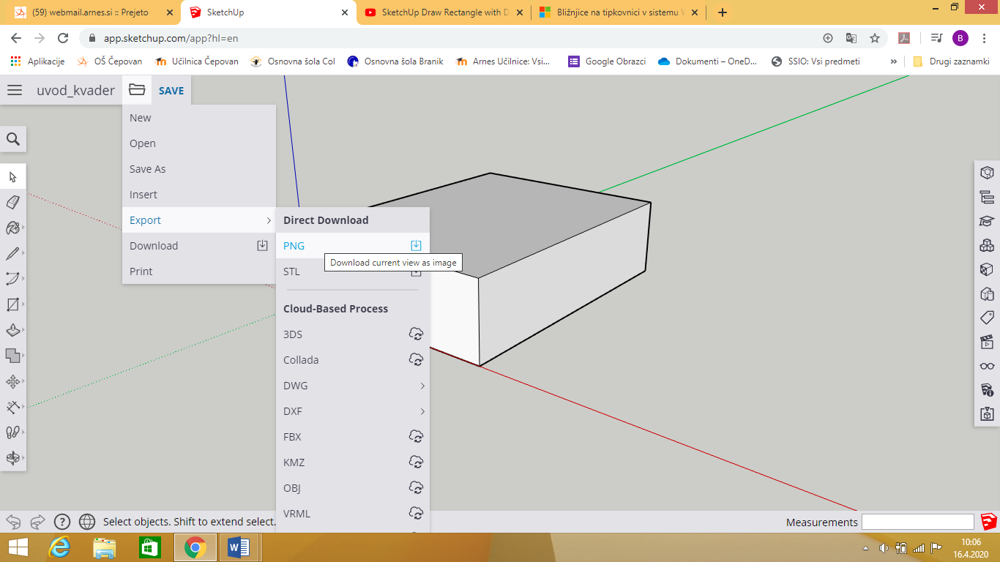 (59) webmail.arnes.si :: Prejeto
SketchUp
SketchUp Draw Rectangle with D
Bližnjice na tipkovnici v sistemu W
app.sketchup.com/app?hl=en
B
Aplikacije
OŠ Čepovan
Učilnica Čepovan
Osnovna šola Col
Osnovna šola Branik
Arnes Učilnice: Vsi...
Google Obrazci
Dokumenti – OneD...
SSIO: Vsi predmeti
»
Drugi zaznamki
uvod_kvader
SAVE
New
Open
Save As
Insert
Export
Download
Print
Direct Download
PNG
Download current view as image
STL
Cloud-Based Process
3DS
Collada
DWG
DXF
FBX
KMZ
OBJ
VRML
Select objects. Shift to extend select.
Measurements
10:06
16.4.2020